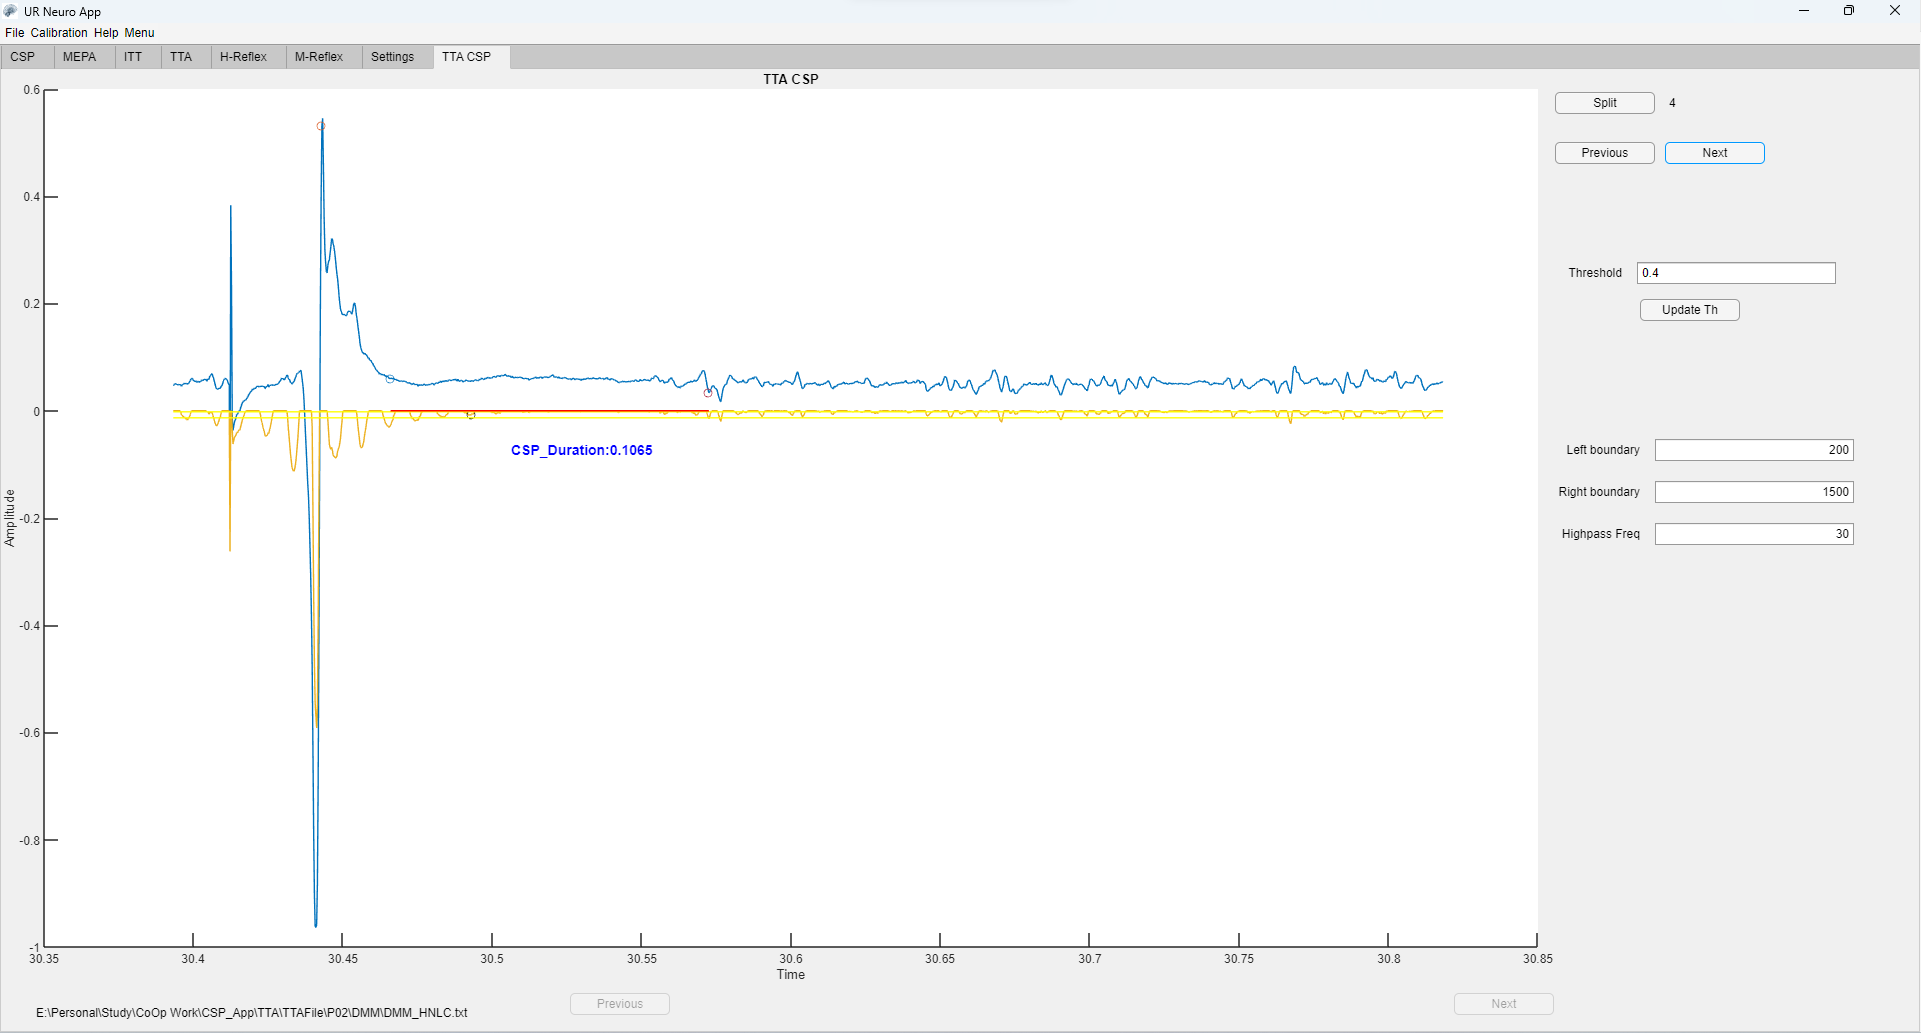 UR Neuro App
File Calibration Help Menu
CSP MEPA ITT TTA H-Reflex M-Reflex Settings TTA CSP
TTA CSP
Split 4
Previous Next
Threshold 0.4
Update Th
Left boundary 200
Right boundary 1500
Highpass Freq 30
0.6
0.4
0.2
0
-0.2
-0.4
-0.6
-0.8
-1
Amplitude
CSP_Duration:0.1065
30.35 30.4 30.45 30.5 30.55 30.6 30.65 30.7 30.75 30.8 30.85
Time
Previous Next
E:\Personal\Study\CoOp Work\CSP_App\TTA\TTAFile\P02\DMM\DMM_HNLC.txt